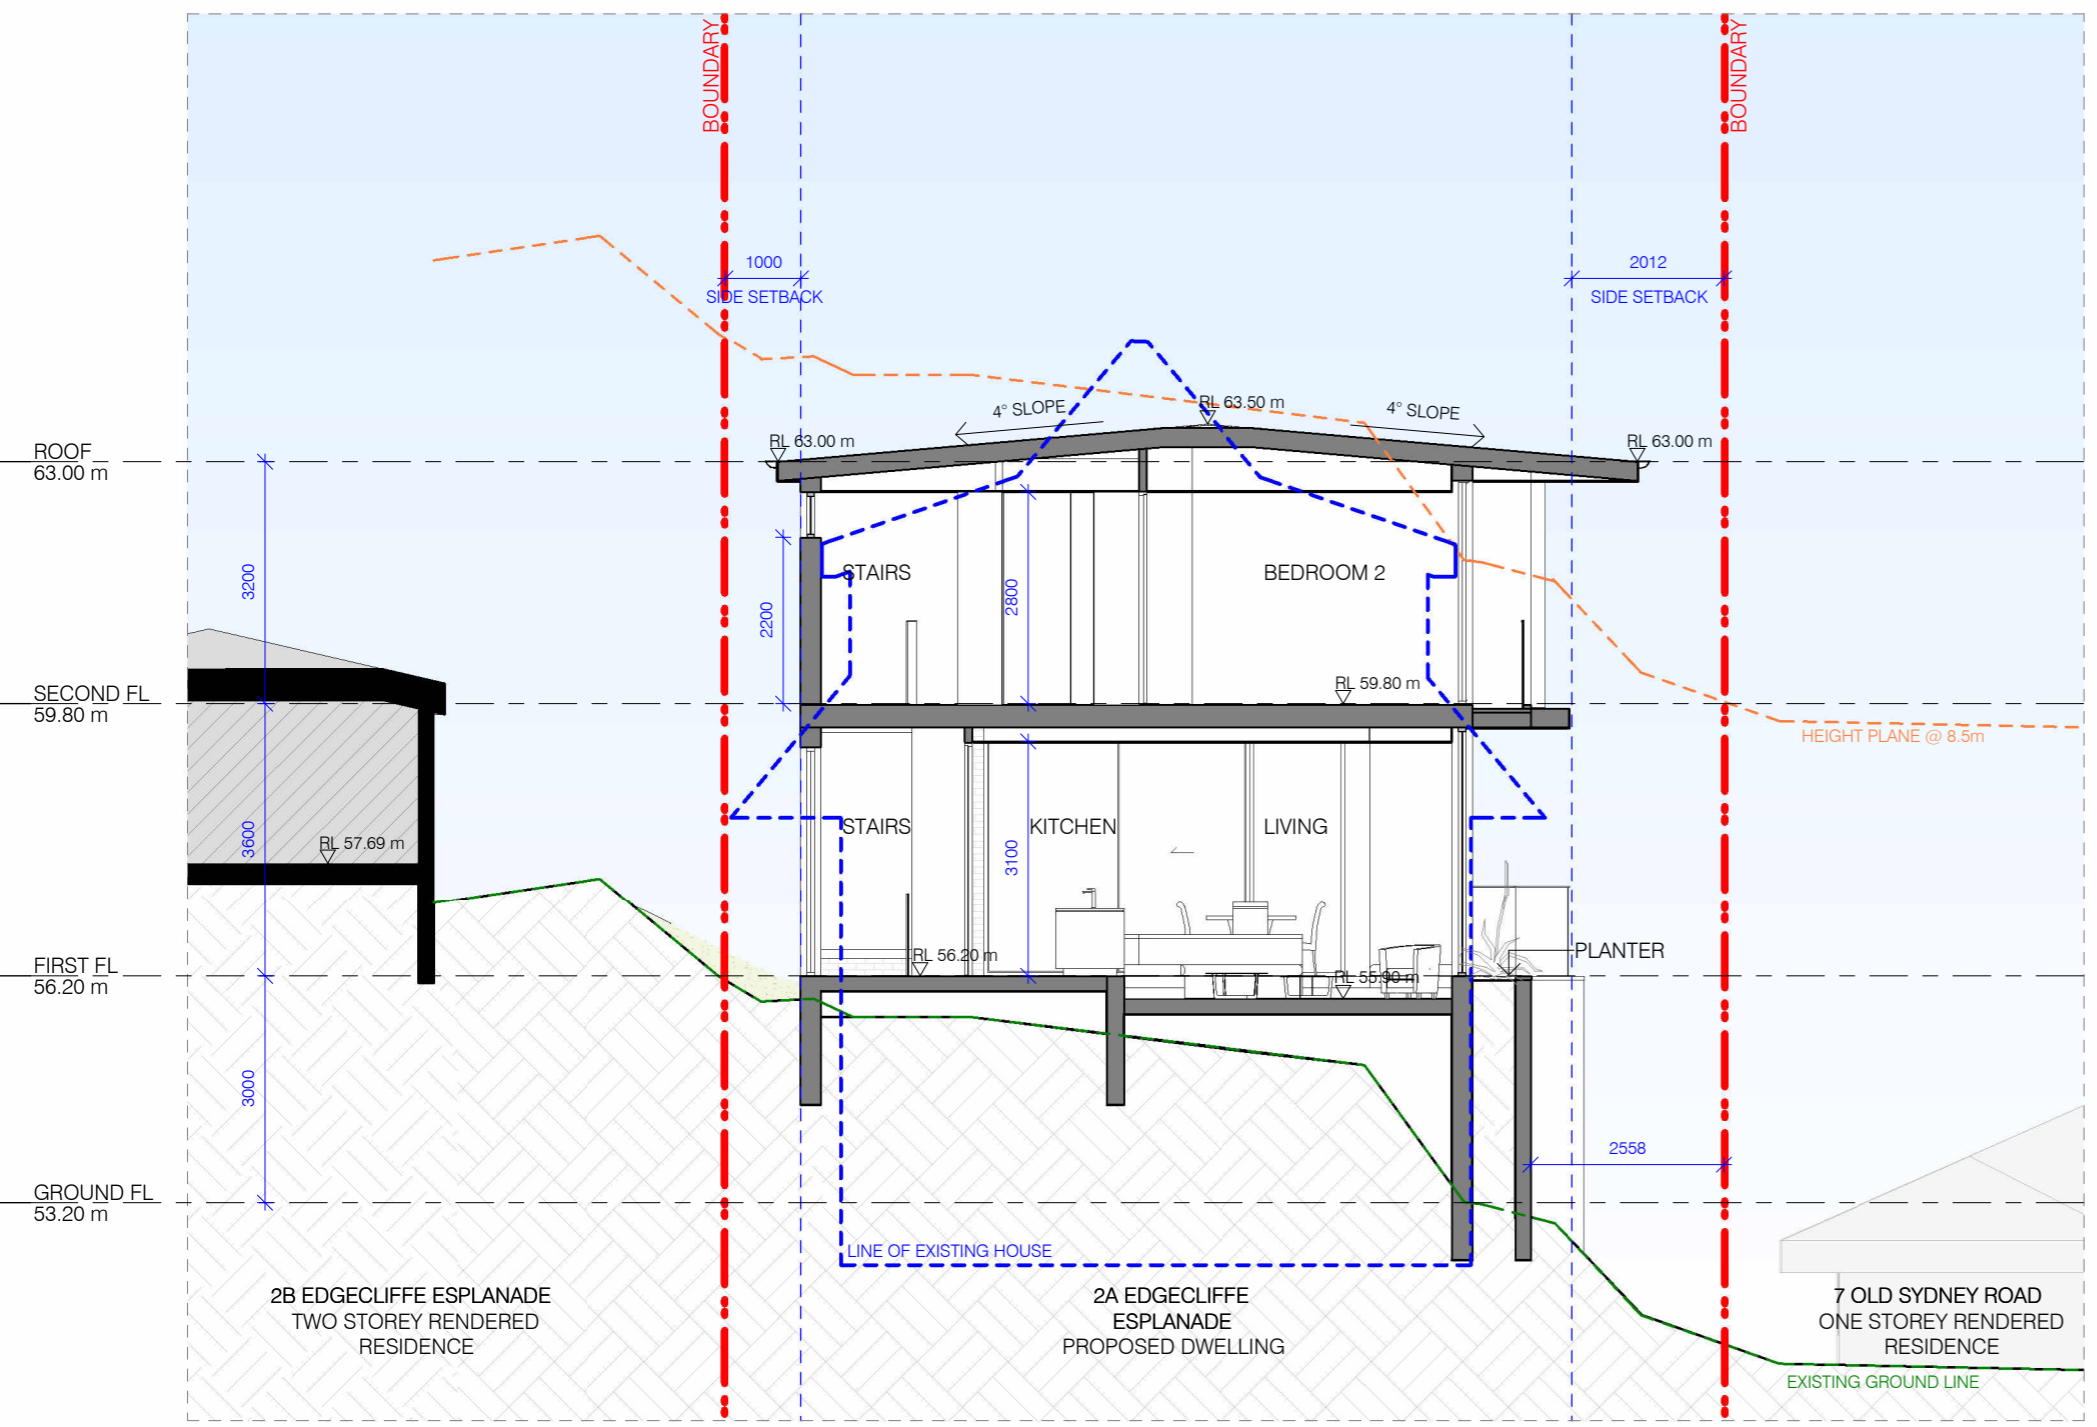 BOUNDARY
BOUNDARY
1000
SIDE SETBACK
2012
SIDE SETBACK
4° SLOPE
RL 63.50 m
4° SLOPE
RL 63.00 m
RL 63.00 m
ROOF
63.00 m
3200
2200
STAIRS
2800
BEDROOM 2
RL 59.80 m
SECOND FL
59.80 m
HEIGHT PLANE @ 8.5m
3600
RL 57.69 m
STAIRS
KITCHEN
LIVING
3100
RL 56.20 m
RL 55.90 m
PLANTER
FIRST FL
56.20 m
3000
2558
GROUND FL
53.20 m
LINE OF EXISTING HOUSE
2B EDGECLIFFE ESPLANADE
TWO STOREY RENDERED
RESIDENCE
2A EDGECLIFFE
ESPLANADE
PROPOSED DWELLING
7 OLD SYDNEY ROAD
ONE STOREY RENDERED
RESIDENCE
EXISTING GROUND LINE